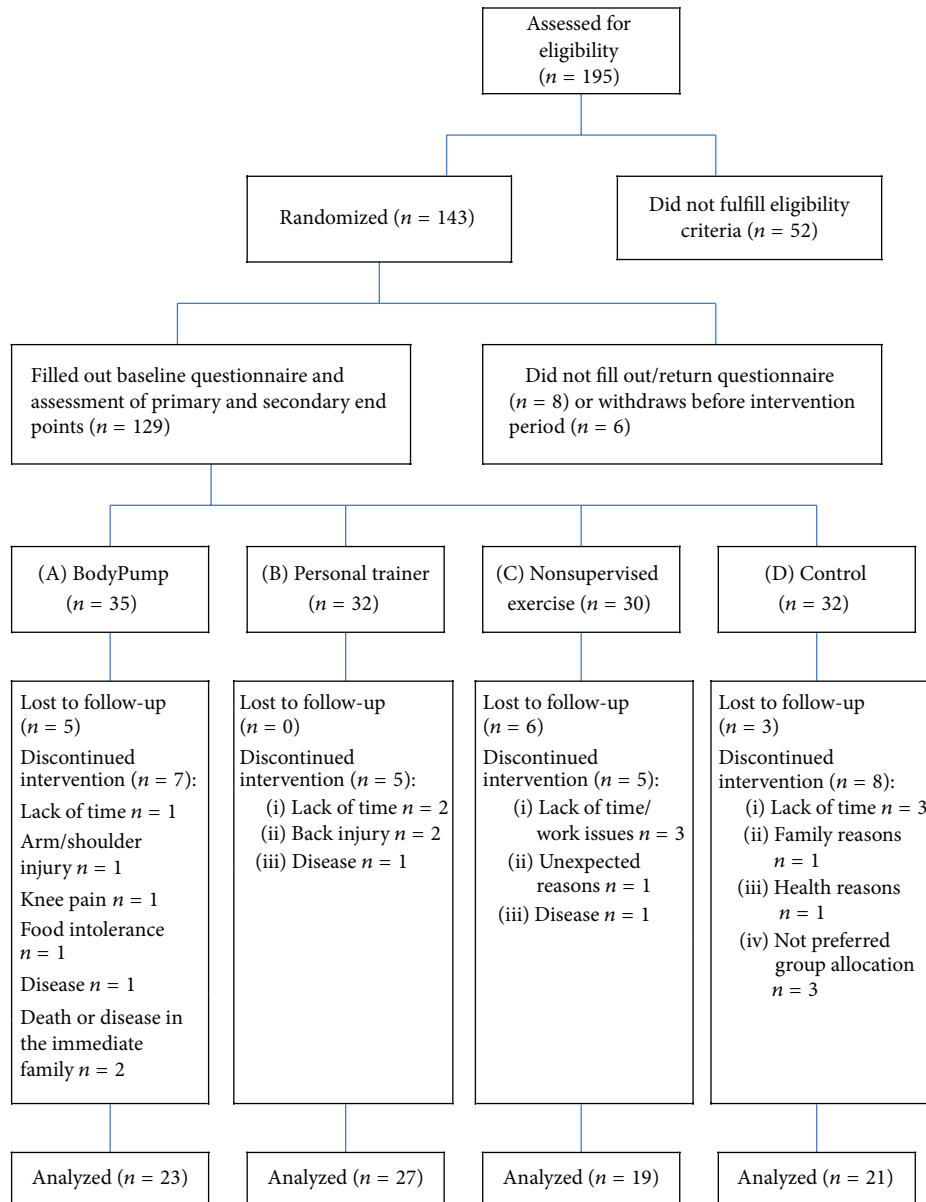 Assessed for
eligibility
(n = 195)
Randomized (n = 143)
Did not fulfill eligibility
criteria (n = 52)
Filled out baseline questionnaire and
assessment of primary and secondary end
points (n = 129)
Did not fill out/return questionnaire
(n = 8) or withdraws before intervention
period (n = 6)
(A) BodyPump
(n = 35)
(B) Personal trainer
(n = 32)
(C) Nonsupervised
exercise (n = 30)
(D) Control
(n = 32)
Lost to follow-up
(n = 5)
Discontinued
intervention (n = 7):
Lack of time n = 1
Arm/shoulder
injury n = 1
Knee pain n = 1
Food intolerance
n = 1
Disease n = 1
Death or disease in
the immediate
family n = 2
Lost to follow-up
(n = 0)
Discontinued
intervention (n = 5):
(i) Lack of time n = 2
(ii) Back injury n = 2
(iii) Disease n = 1
Lost to follow-up
(n = 6)
Discontinued
intervention (n = 5):
(i) Lack of time/
work issues n = 3
(ii) Unexpected
reasons n = 1
(iii) Disease n = 1
Lost to follow-up
(n = 3)
Discontinued
intervention (n = 8):
(i) Lack of time n = 3
(ii) Family reasons
n = 1
(iii) Health reasons
n = 1
(iv) Not preferred
group allocation
n = 3
Analyzed (n = 23)
Analyzed (n = 27)
Analyzed (n = 19)
Analyzed (n = 21)